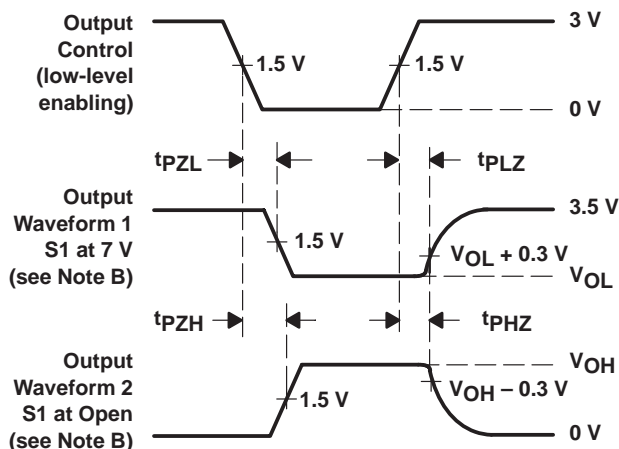 Output
Control
(low-level
enabling)
1.5 V
1.5 V
3 V
0 V
tPZL
tPLZ
Output
Waveform 1
S1 at 7 V
(see Note B)
1.5 V
3.5 V
VOL + 0.3 V
VOL
tPZH
tPHZ
Output
Waveform 2
S1 at Open
(see Note B)
1.5 V
VOH
VOH – 0.3 V
0 V